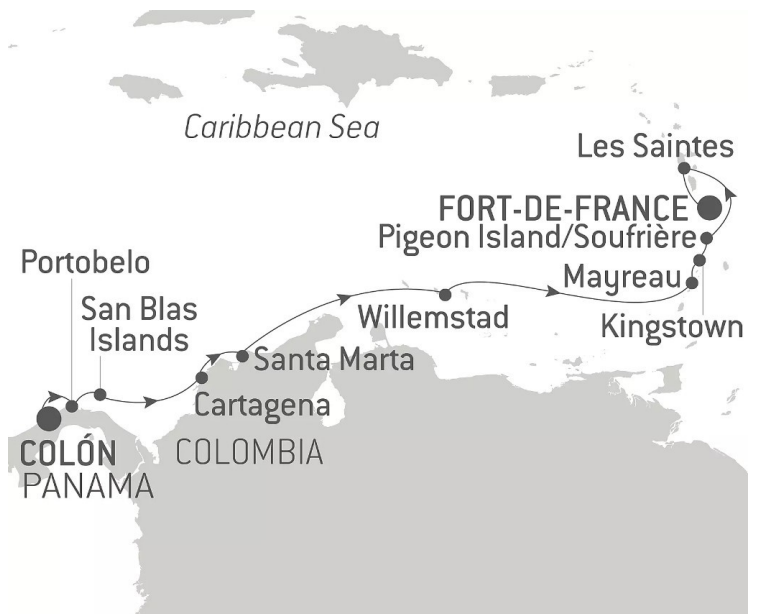 Caribbean Sea
Les Saintes
FORT-DE-FRANCE
Pigeon Island/Soufrière
Portobelo
Mayreau
San Blas
Islands
Willemstad
Kingstown
Santa Marta
Cartagena
COLÓN
PANAMA
COLOMBIA